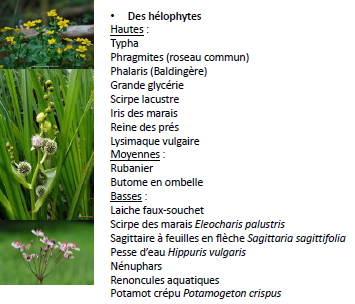 • Des hélophytes
Hautes :
Typha
Phragmites (roseau commun)
Phalaris (Baldingère)
Grande glycérie
Scirpe lacustre
Iris des marais
Reine des prés
Lysimaque vulgaire
Moyennes :
Rubanier
Butome en ombelle
Basses :
Laiche faux-souchet
Scirpe des marais Eleocharis palustris
Sagittaire à feuilles en flèche Sagittaria sagittifolia
Pesse d'eau Hippuris vulgaris
Nénuphars
Renoncules aquatiques
Potamot crépu Potamogeton crispus